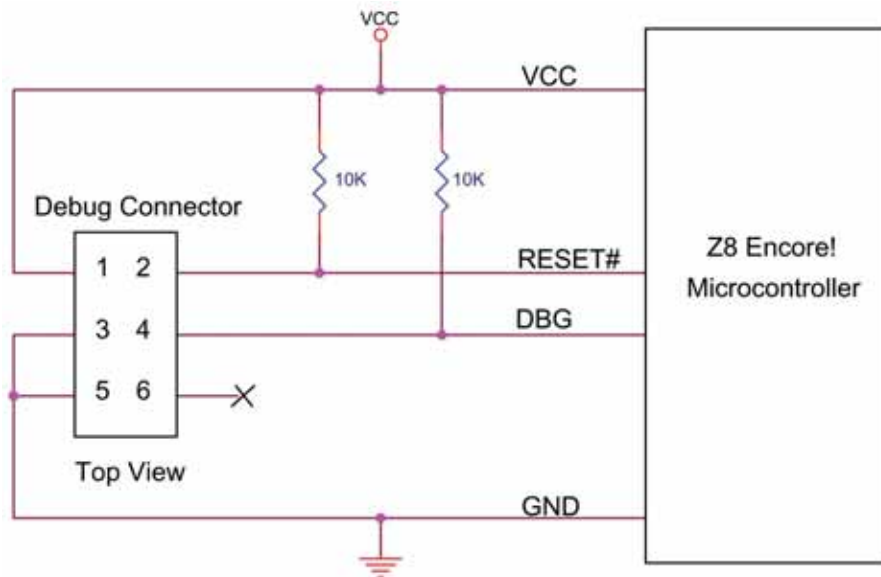 VCC
VCC
10K 10K
Debug Connector
1 2
RESET#
3 4
DBG
5 6
Top View
GND
Z8 Encore!
Microcontroller